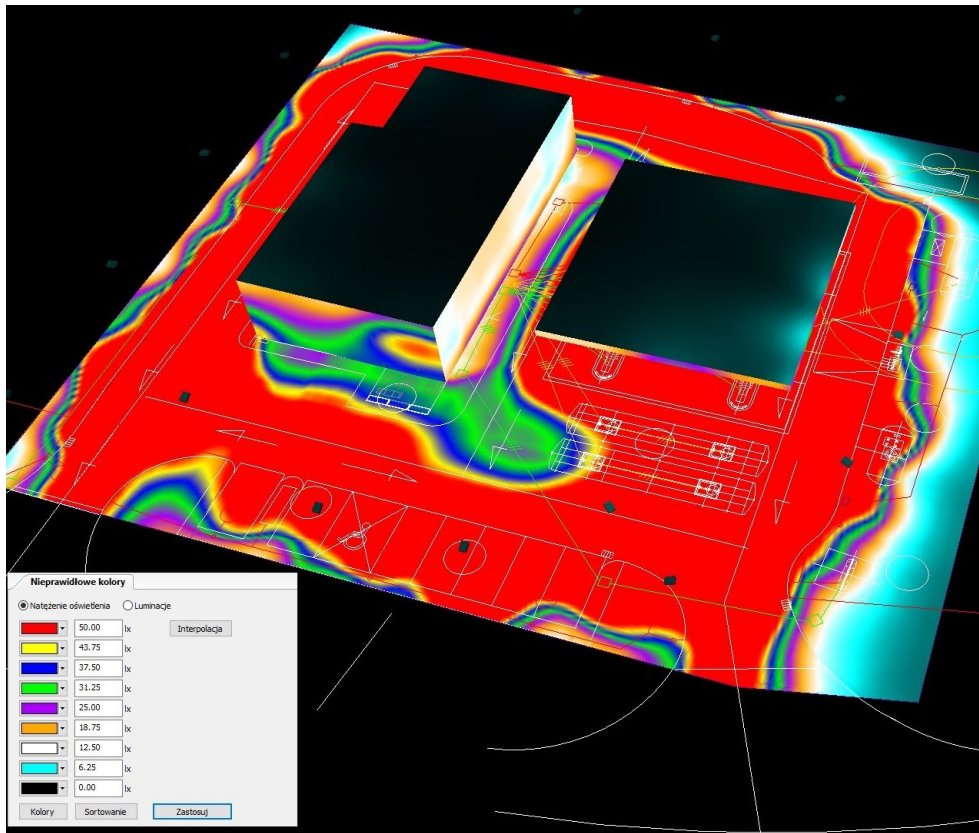 Nieprawidłowe kolory
Natężenie oświetlenia Luminacje
50.00 lx Interpolacja
43.75 lx
37.50 lx
31.25 lx
25.00 lx
18.75 lx
12.50 lx
6.25 lx
0.00 lx
Kolory Sortowanie Zastosuj